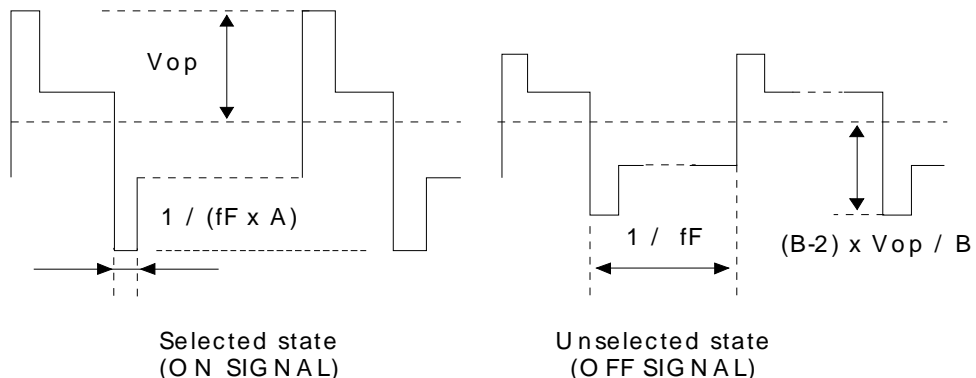 Vop
1 / (fF x A)
1 / fF
(B-2) x Vop / B
Selected state
(ON SIGNAL)
Unselected state
(OFF SIGNAL)